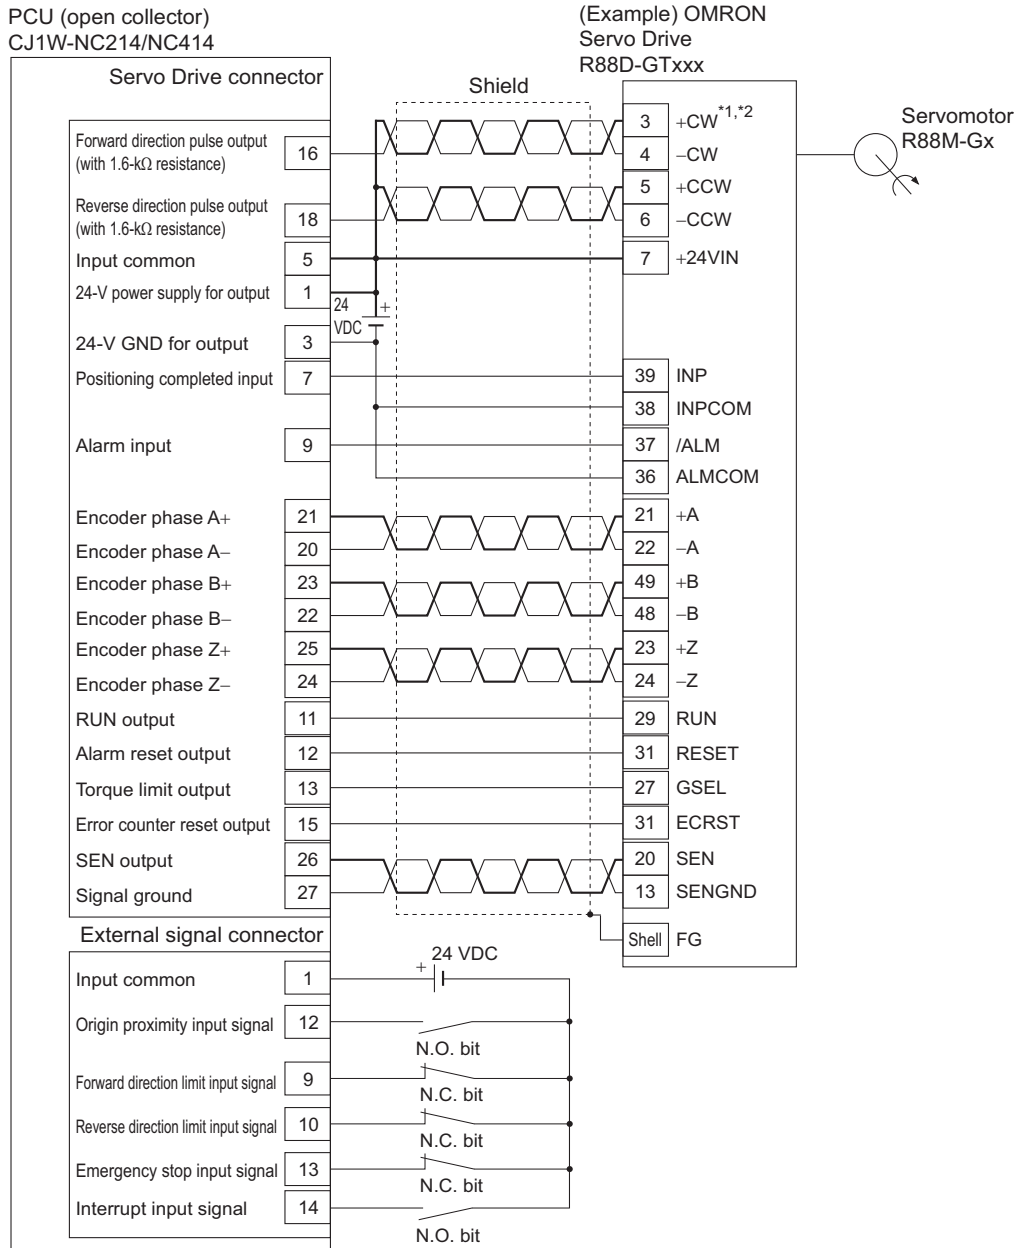 PCU (open collector)
CJ1W-NC214/NC414
(Example) OMRON
Servo Drive
R88D-GTxxx
Servo Drive connector
Shield
Servomotor
R88M-Gx
Forward direction pulse output
(with 1.6-kΩ resistance)
16
3 +CW*1,*2
4 −CW
Reverse direction pulse output
(with 1.6-kΩ resistance)
18
5 +CCW
6 −CCW
Input common 5
7 +24VIN
24-V power supply for output 1
24
VDC
+
24-V GND for output 3
Positioning completed input 7
39 INP
38 INPCOM
Alarm input 9
37 /ALM
36 ALMCOM
Encoder phase A+ 21
21 +A
Encoder phase A− 20
22 −A
Encoder phase B+ 23
49 +B
Encoder phase B− 22
48 −B
Encoder phase Z+ 25
23 +Z
Encoder phase Z− 24
24 −Z
RUN output 11
29 RUN
Alarm reset output 12
31 RESET
Torque limit output 13
27 GSEL
Error counter reset output 15
31 ECRST
SEN output 26
20 SEN
Signal ground 27
13 SENGND
Shell FG
External signal connector
Input common 1
+ 24 VDC
Origin proximity input signal 12
N.O. bit
Forward direction limit input signal 9
N.C. bit
Reverse direction limit input signal 10
N.C. bit
Emergency stop input signal 13
N.C. bit
Interrupt input signal 14
N.O. bit